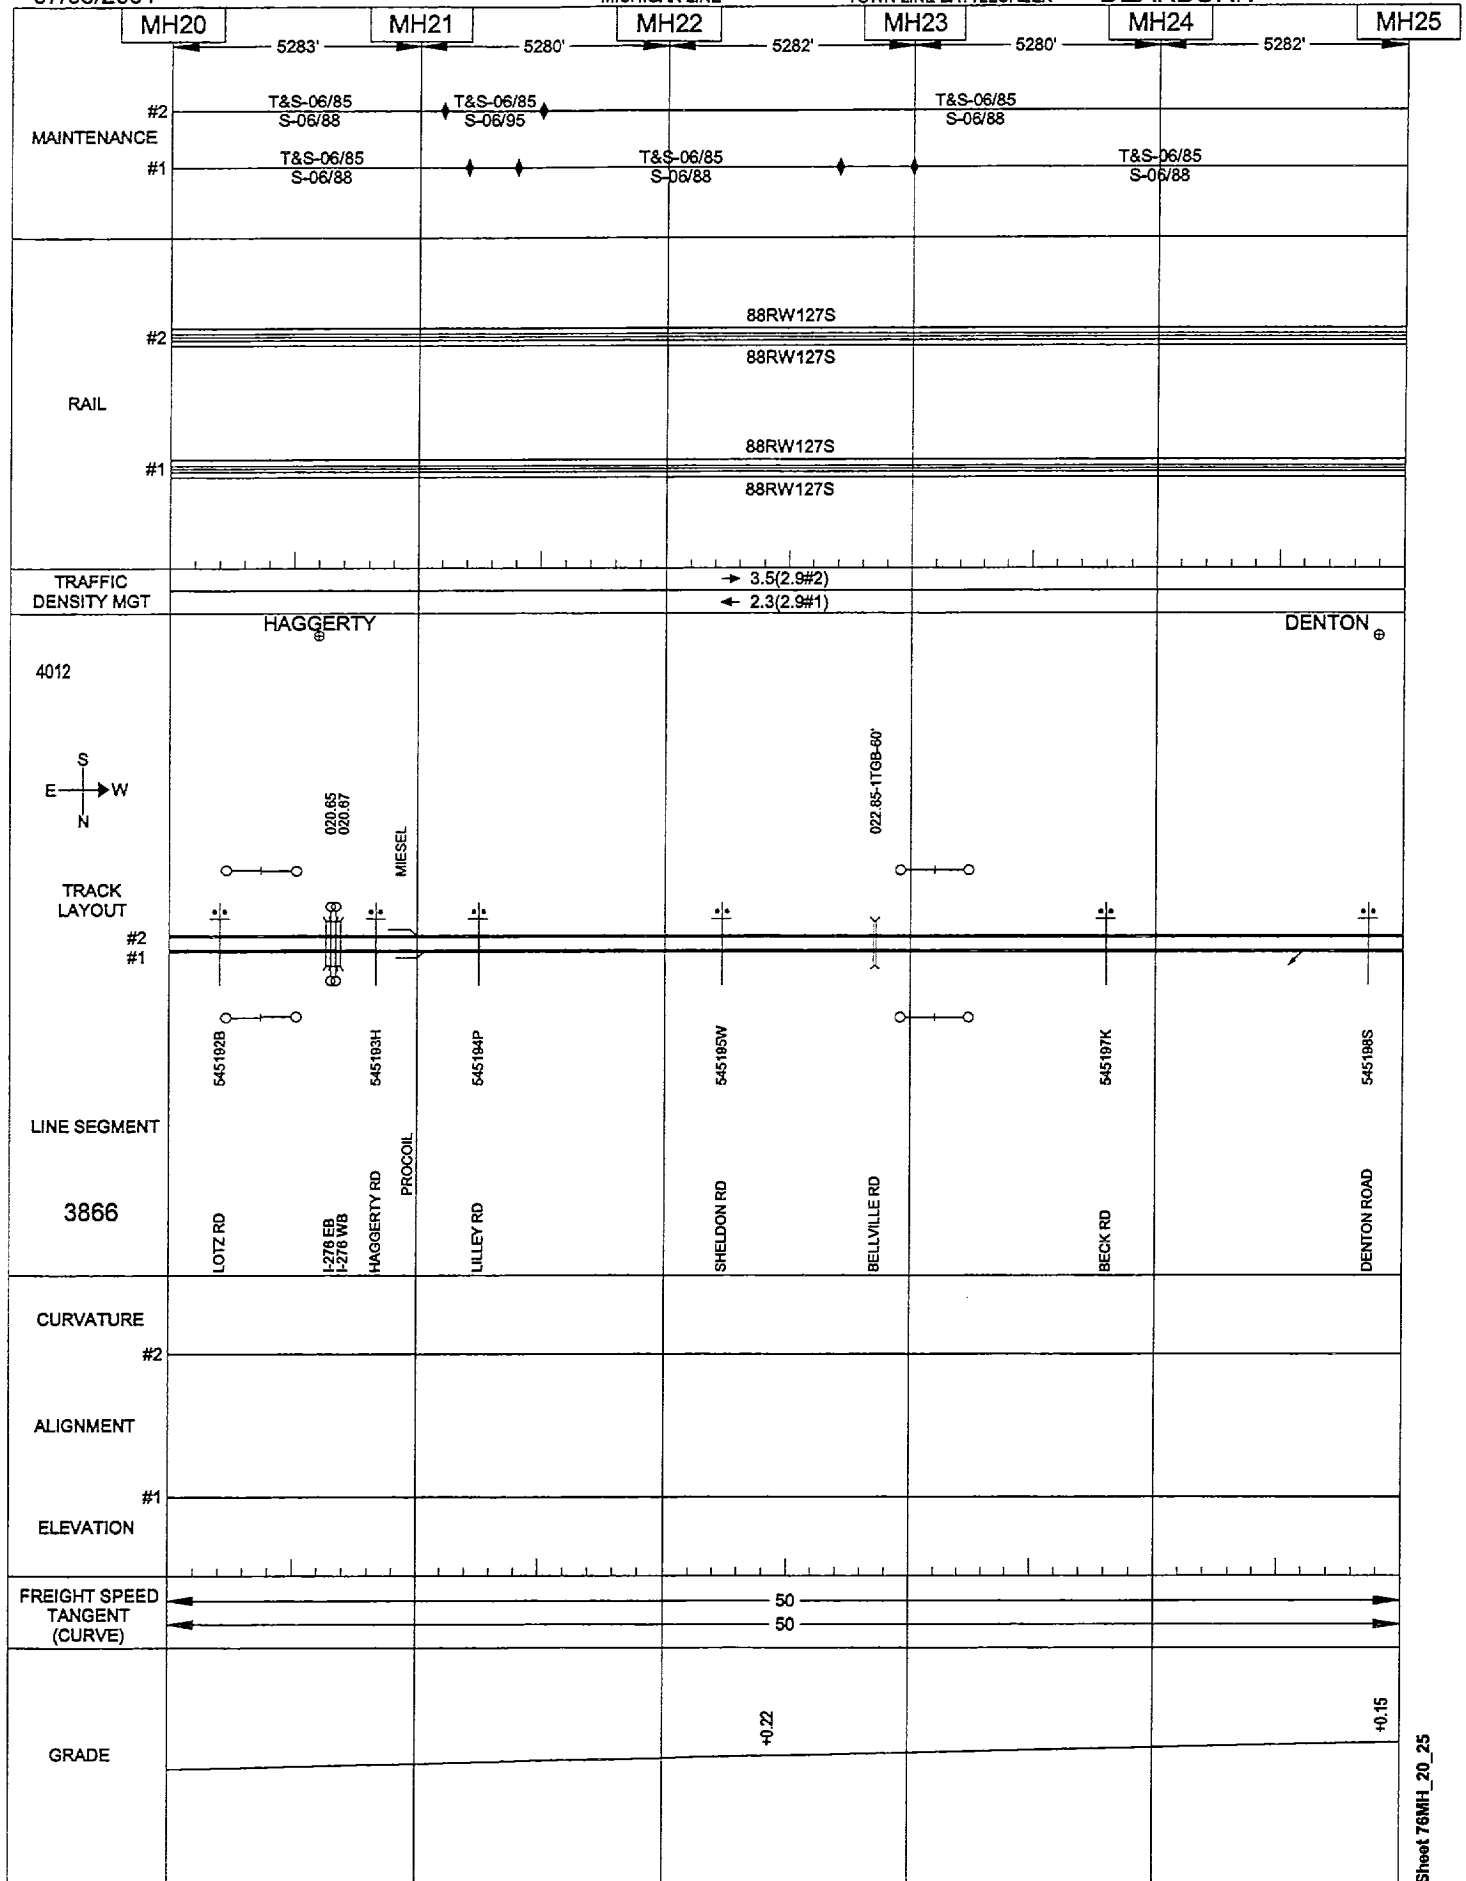 MH20 MH21 MH22 MH23 MH24 MH25
5283' 5280' 5282' 5280' 5282'
MAINTENANCE
#2
T&S-06/85 T&S-06/85 T&S-06/85
S-06/88 S-06/95 S-06/88
#1
T&S-06/85 T&S-06/85 T&S-06/85
S-06/88 S-06/88 S-06/88
RAIL
88RW127S
#2
88RW127S
88RW127S
#1
88RW127S
TRAFFIC
DENSITY MGT
→ 3.5(2.9#2)
← 2.3(2.9#1)
HAGGERTY DENTON
4012
S
E W
N
020.65
020.67
MIESEL
022.85-1TGB-60'
TRACK
LAYOUT
#2
#1
545192B
545193H
545194P
545195W
545197K
545198S
LINE SEGMENT
3866
LOTZ RD
I-276 EB
I-276 WB
HAGGERTY RD
PROCOIL
LILLEY RD
SHELDON RD
BELLVILLE RD
BECK RD
DENTON ROAD
CURVATURE
#2
ALIGNMENT
#1
ELEVATION
FREIGHT SPEED
TANGENT
(CURVE)
50
50
GRADE
+0.22
+0.15
Sheet 76MH_20_25